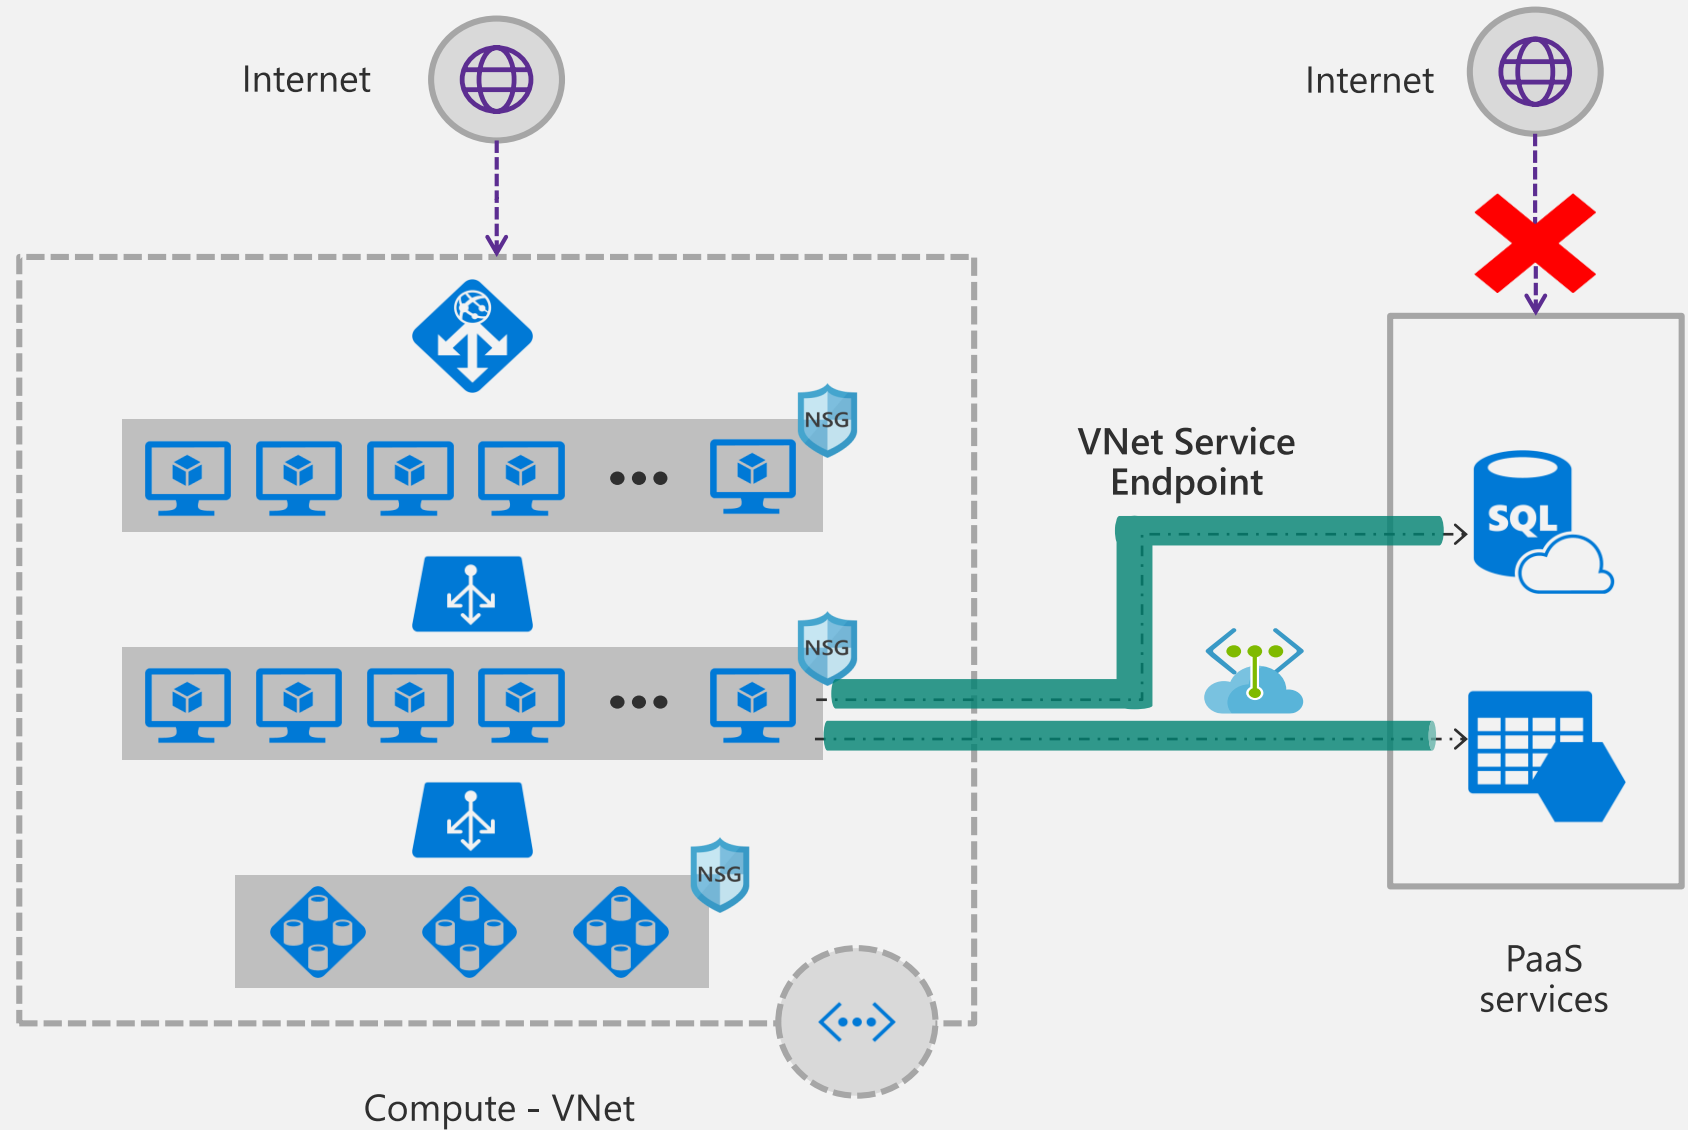 Internet
Internet
NSG
VNet Service
Endpoint
SQL
NSG
NSG
PaaS
services
Compute - VNet